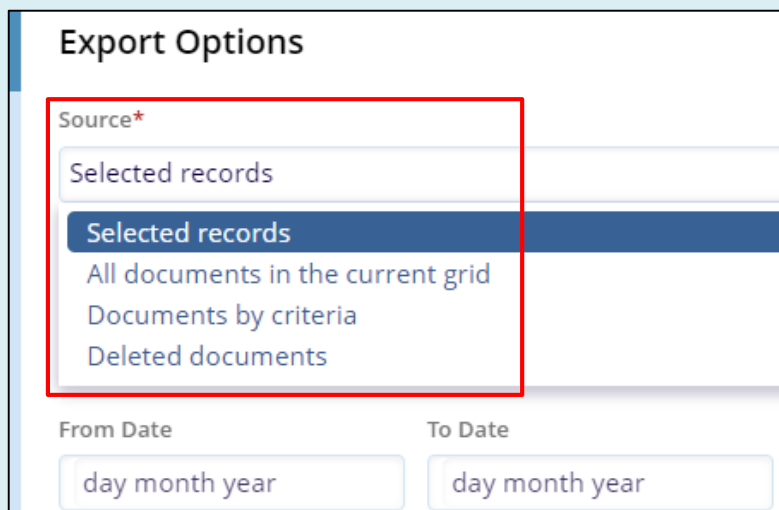 Export Options
Source*
Selected records
Selected records
All documents in the current grid
Documents by criteria
Deleted documents
From Date To Date
day month year day month year